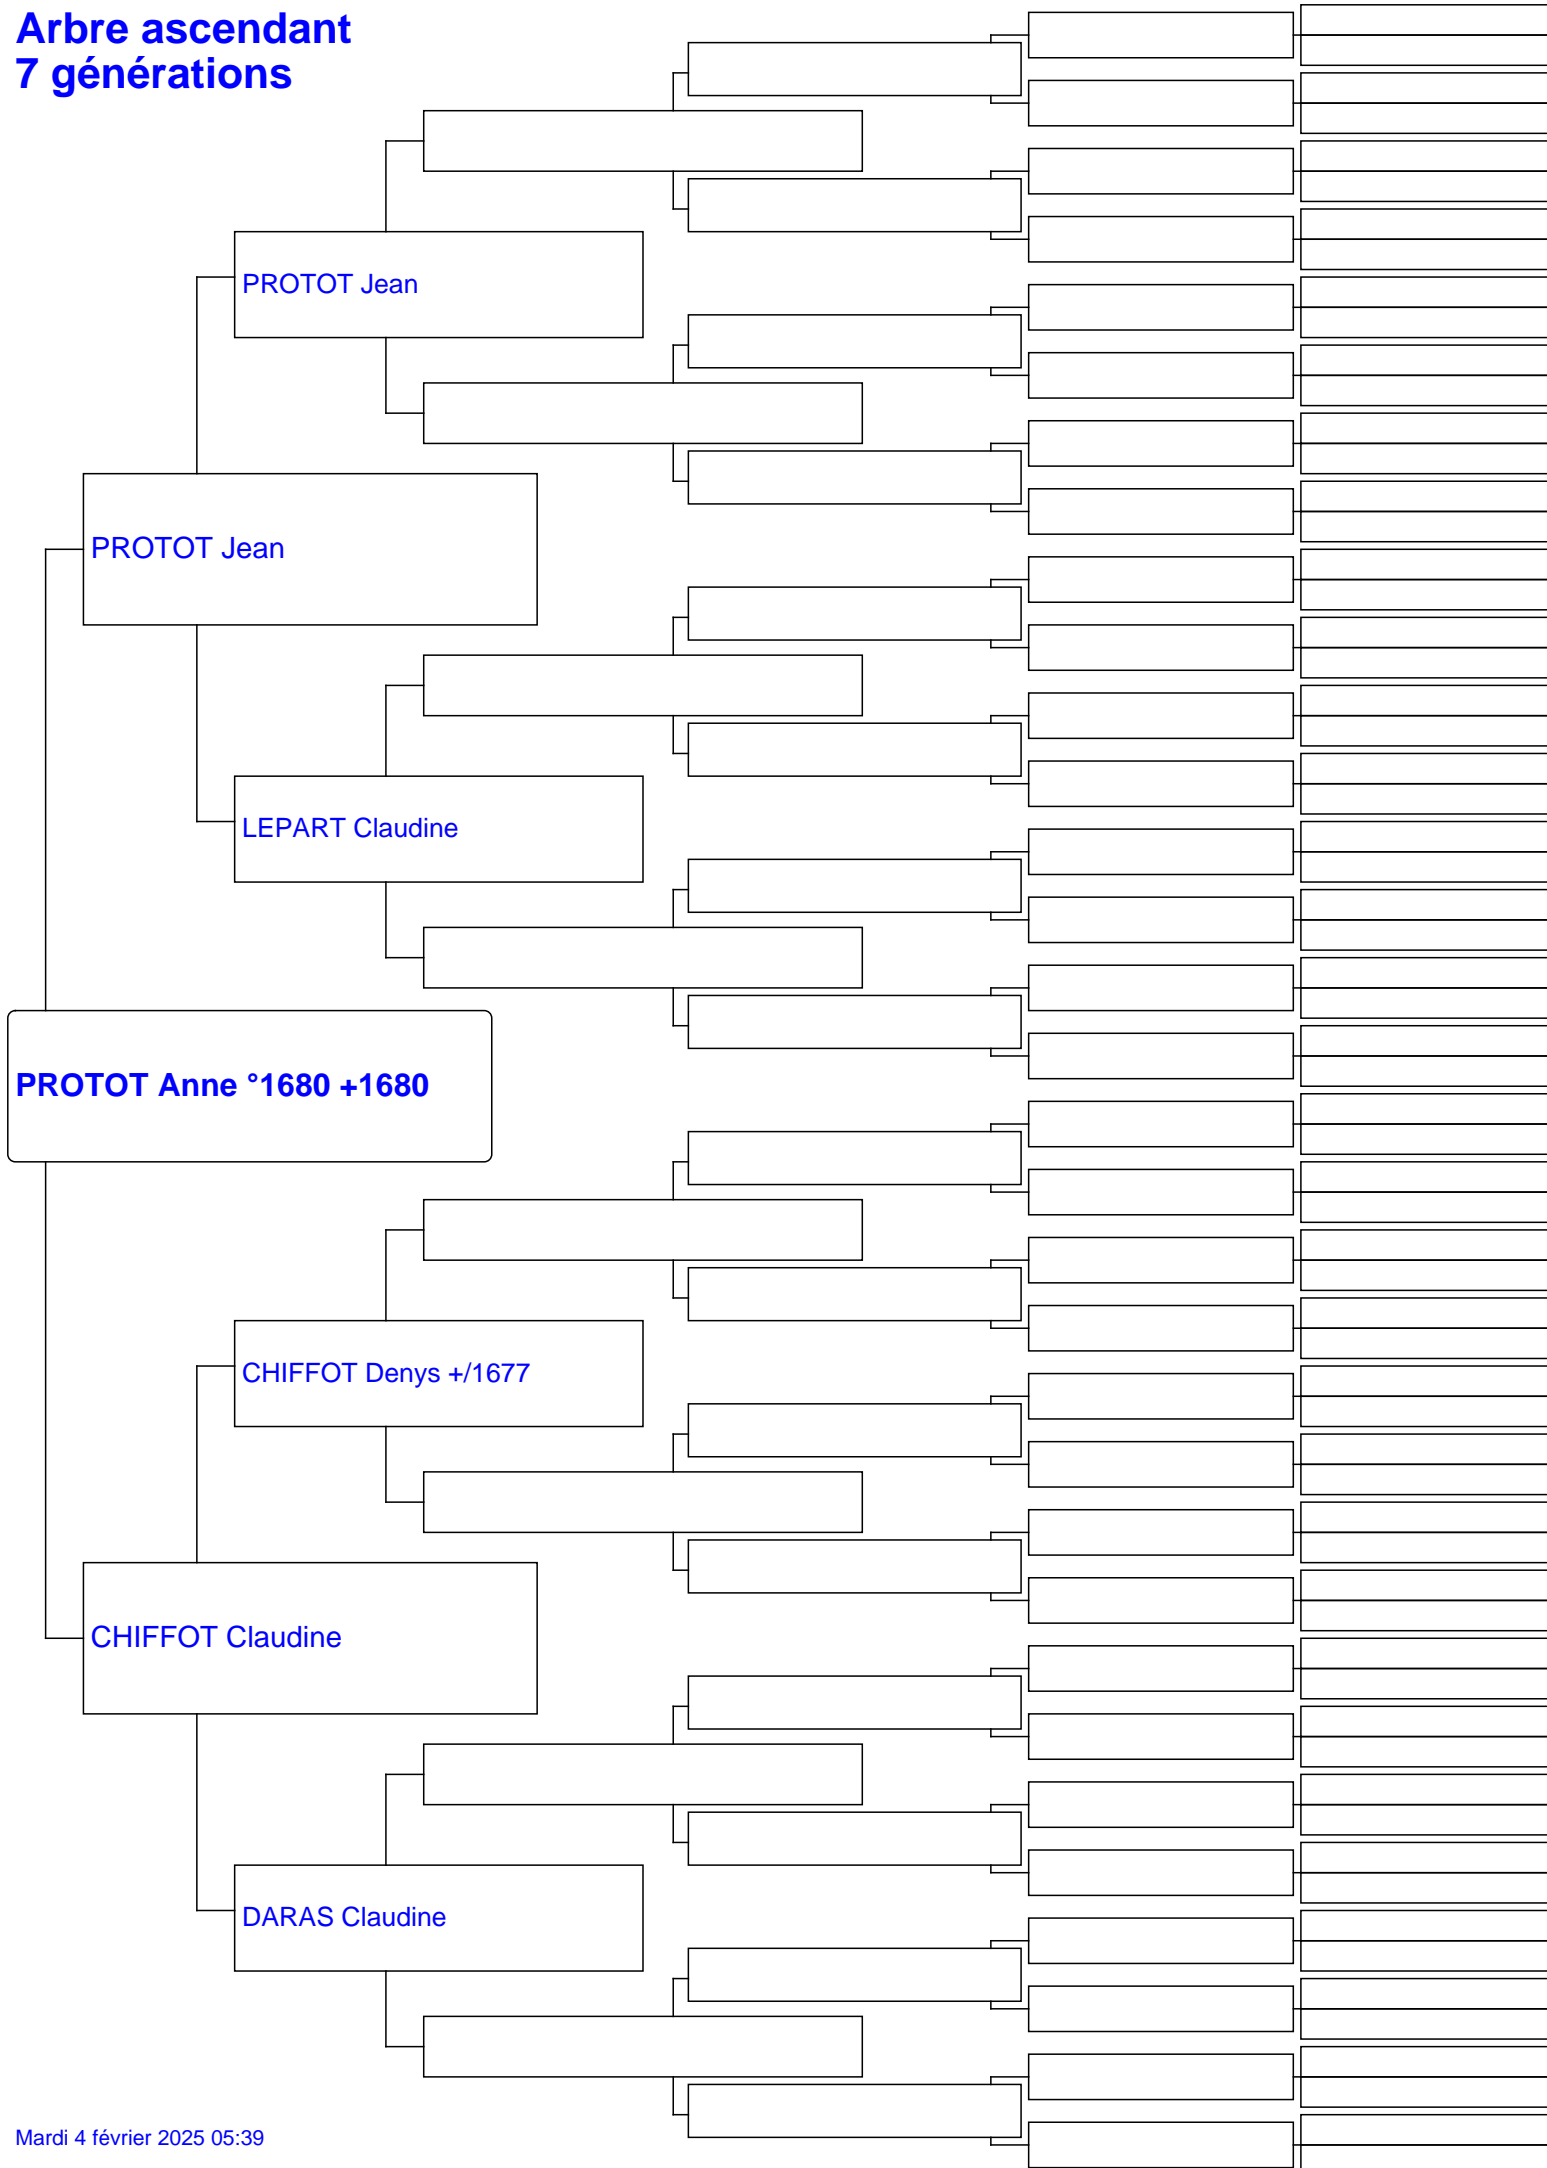 Arbre ascendant
7 générations
PROTOT Jean
PROTOT Jean
LEPART Claudine
PROTOT Anne °1680 +1680
CHIFFOT Denys +/1677
CHIFFOT Claudine
DARAS Claudine
Mardi 4 février 2025 05:39